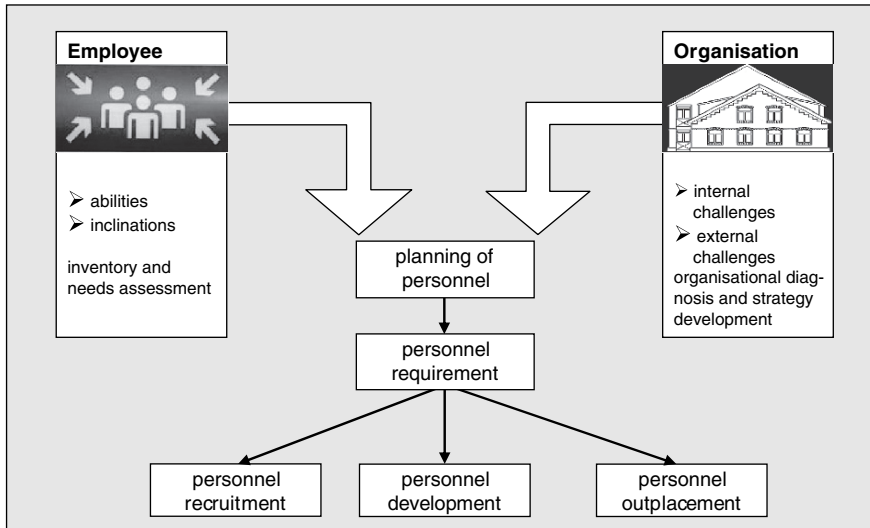 Employee
➢ abilities
➢ inclinations
inventory and
needs assessment
Organisation
➢ internal
challenges
➢ external
challenges
organisational diag-
nosis and strategy
development
planning of
personnel
personnel
requirement
personnel
recruitment
personnel
development
personnel
outplacement